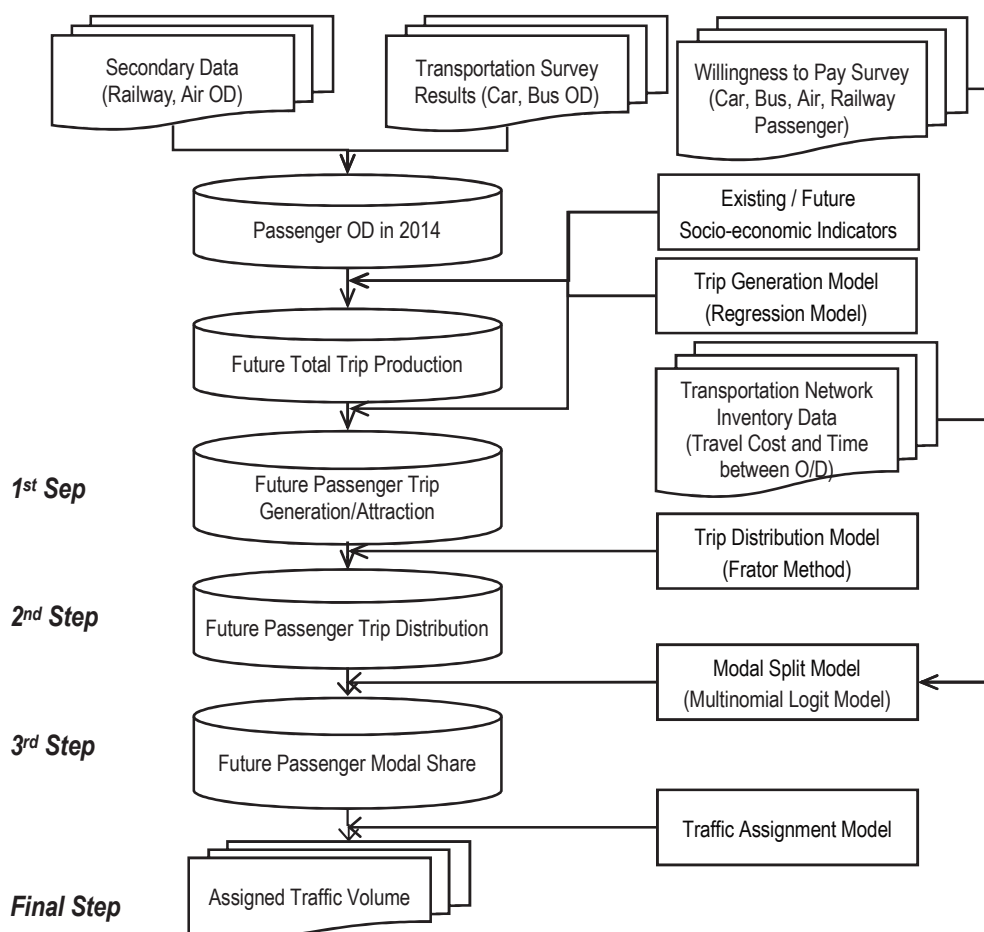 Secondary Data
(Railway, Air OD)
Transportation Survey
Results (Car, Bus OD)
Willingness to Pay Survey
(Car, Bus, Air, Railway
Passenger)
Passenger OD in 2014
Existing / Future
Socio-economic Indicators
Trip Generation Model
(Regression Model)
Future Total Trip Production
Transportation Network
Inventory Data
(Travel Cost and Time
between O/D)
1st Sep
Future Passenger Trip
Generation/Attraction
Trip Distribution Model
(Frator Method)
2nd Step
Future Passenger Trip Distribution
Modal Split Model
(Multinomial Logit Model)
3rd Step
Future Passenger Modal Share
Traffic Assignment Model
Final Step
Assigned Traffic Volume